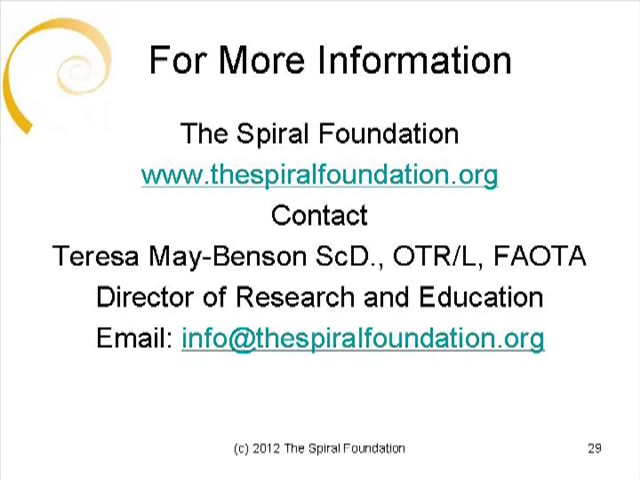 For More Information
The Spiral Foundation
www.thespiralfoundation.org
Contact
Teresa May-Benson ScD., OTR/L, FAOTA
Director of Research and Education
Email: info@thespiralfoundation.org
(c) 2012 The Spiral Foundation
29